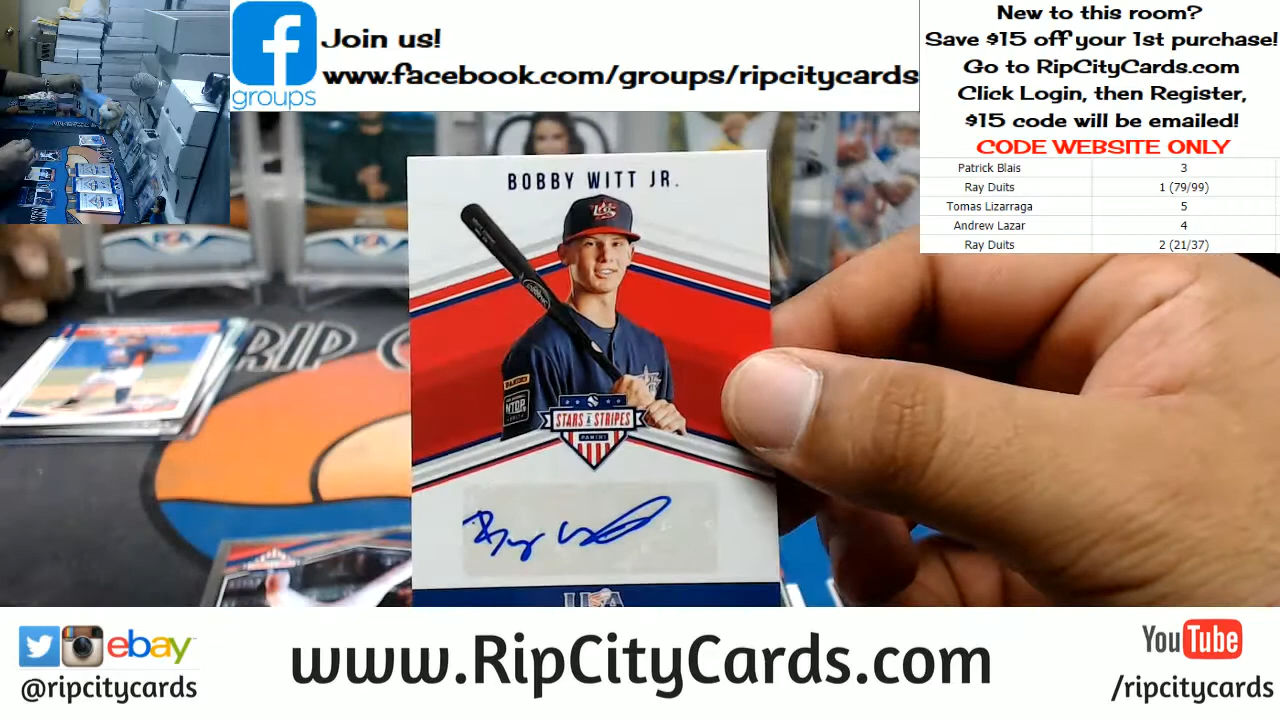 Join us!
www.facebook.com/groups/ripcitycards
groups
New to this room?
Save $15 off your 1st purchase!
Go to RipCityCards.com
Click Login, then Register,
$15 code will be emailed!
CODE WEBSITE ONLY
Patrick Blais 3
Ray Duits 1 (79/99)
Tomas Lizarraga 5
Andrew Lazar 4
Ray Duits 2 (21/37)
BOBBY WITT JR.
PANINI
NTDP
STARS & STRIPES
PANINI
USA
RIP C
ebay
@ripcitycards
www.RipCityCards.com
YouTube
/ripcitycards